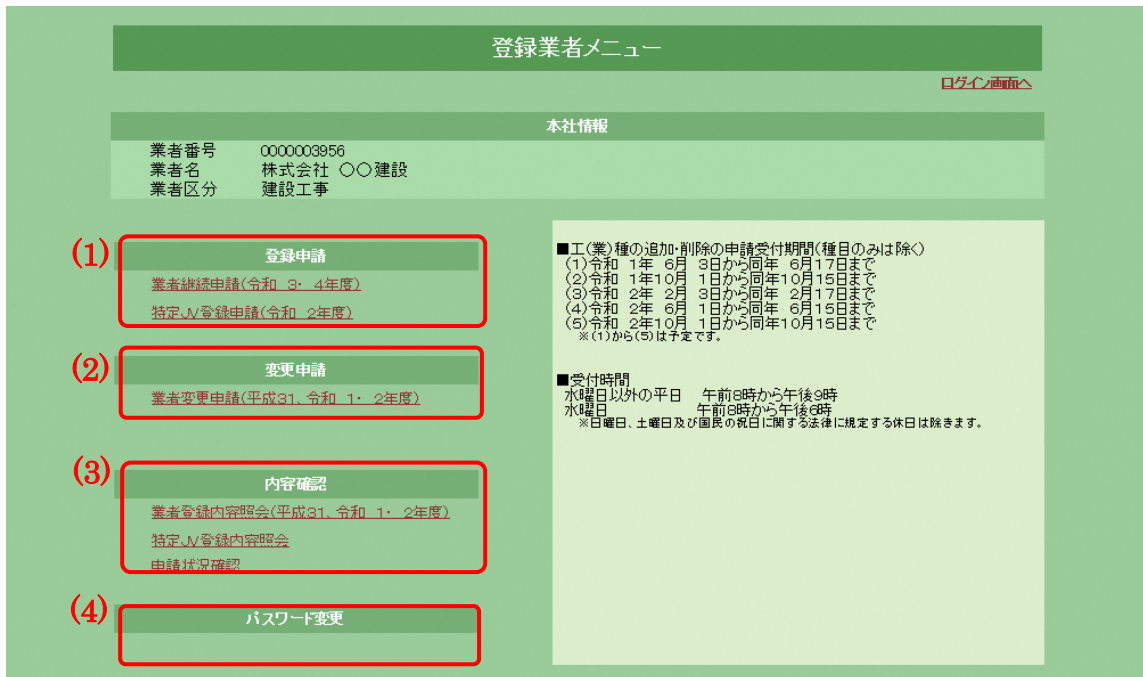 登録業者メニュー
ログイン画面へ
本社情報
業者番号 0000003956
業者名 株式会社 〇〇建設
業者区分 建設工事
(1)
登録申請
業者継続申請(令和 3・ 4年度)
特定JV登録申請(令和 2年度)
(2)
変更申請
業者変更申請(平成31、令和 1・ 2年度)
(3)
内容確認
業者登録内容照会(平成31、令和 1・ 2年度)
特定JV登録内容照会
申請状況確認
(4)
パスワード変更
■工(業)種の追加・削除の申請受付期間(種目のみは除く)
(1)令和 1年 6月 3日から同年 6月17日まで
(2)令和 1年10月 1日から同年10月15日まで
(3)令和 2年 2月 3日から同年 2月17日まで
(4)令和 2年 6月 1日から同年 6月15日まで
(5)令和 2年10月 1日から同年10月15日まで
※(1)から(5)は予定です。
■受付時間
水曜日以外の平日 午前8時から午後9時
水曜日 午前8時から午後6時
※日曜日、土曜日及び国民の祝日に関する法律に規定する休日は除きます。